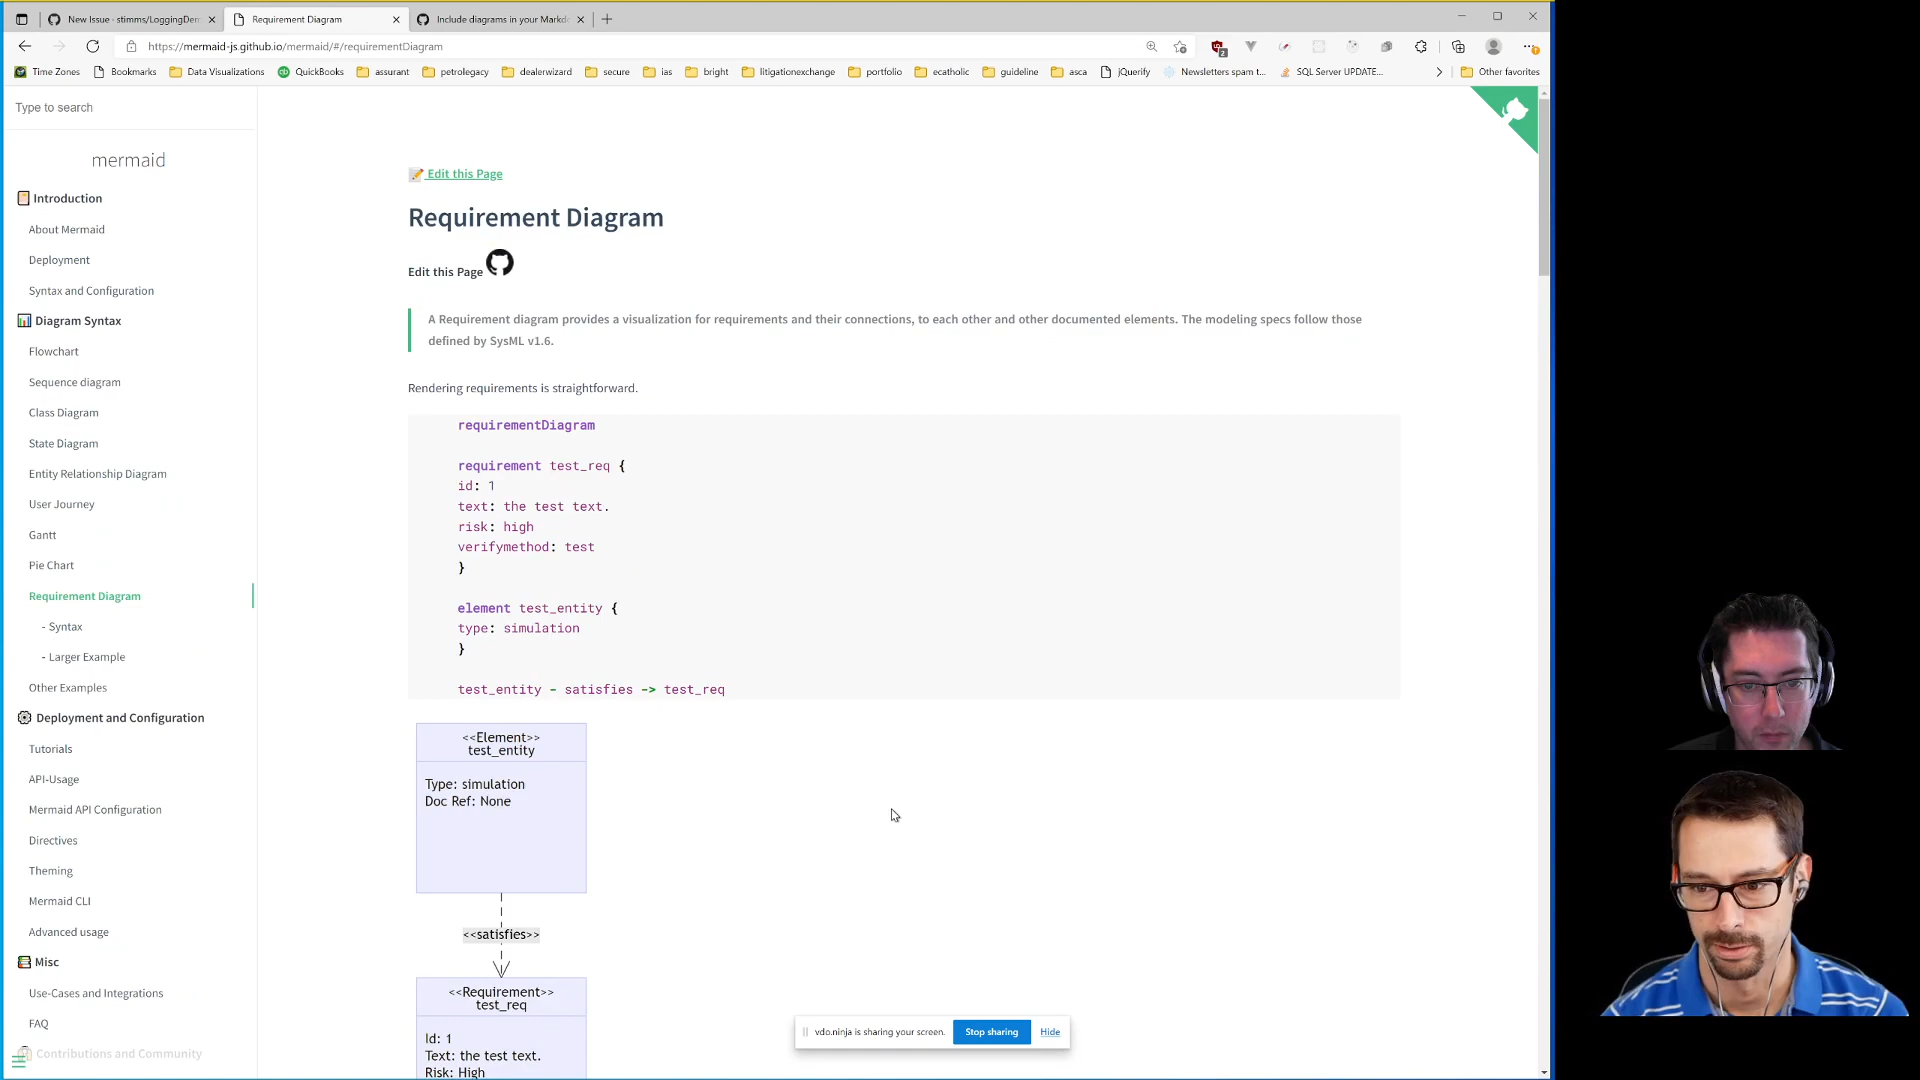 New Issue · stimms/LoggingDem
Requirement Diagram
Include diagrams in your Markdo
https://mermaid-js.github.io/mermaid/#/requirementDiagram
2
Time Zones
Bookmarks
Data Visualizations
QuickBooks
assurant
petrolegacy
dealerwizard
secure
ias
bright
litigationexchange
portfolio
ecatholic
guideline
asca
jQuerify
Newsletters spam t...
SQL Server UPDATE...
Other favorites
Type to search
mermaid
Introduction
About Mermaid
Deployment
Syntax and Configuration
Diagram Syntax
Flowchart
Sequence diagram
Class Diagram
State Diagram
Entity Relationship Diagram
User Journey
Gantt
Pie Chart
Requirement Diagram
- Syntax
- Larger Example
Other Examples
Deployment and Configuration
Tutorials
API-Usage
Mermaid API Configuration
Directives
Theming
Mermaid CLI
Advanced usage
Misc
Use-Cases and Integrations
FAQ
Contributions and Community
Edit this Page
Requirement Diagram
Edit this Page
A Requirement diagram provides a visualization for requirements and their connections, to each other and other documented elements. The modeling specs follow those
defined by SysML v1.6.
Rendering requirements is straightforward.
requirementDiagram
requirement test_req {
id: 1
text: the test text.
risk: high
verifymethod: test
}
element test_entity {
type: simulation
}
test_entity - satisfies -> test_req
<<Element>>
test_entity
Type: simulation
Doc Ref: None
<<satisfies>>
<<Requirement>>
test_req
Id: 1
Text: the test text.
Risk: High
vdo.ninja is sharing your screen.
Stop sharing
Hide